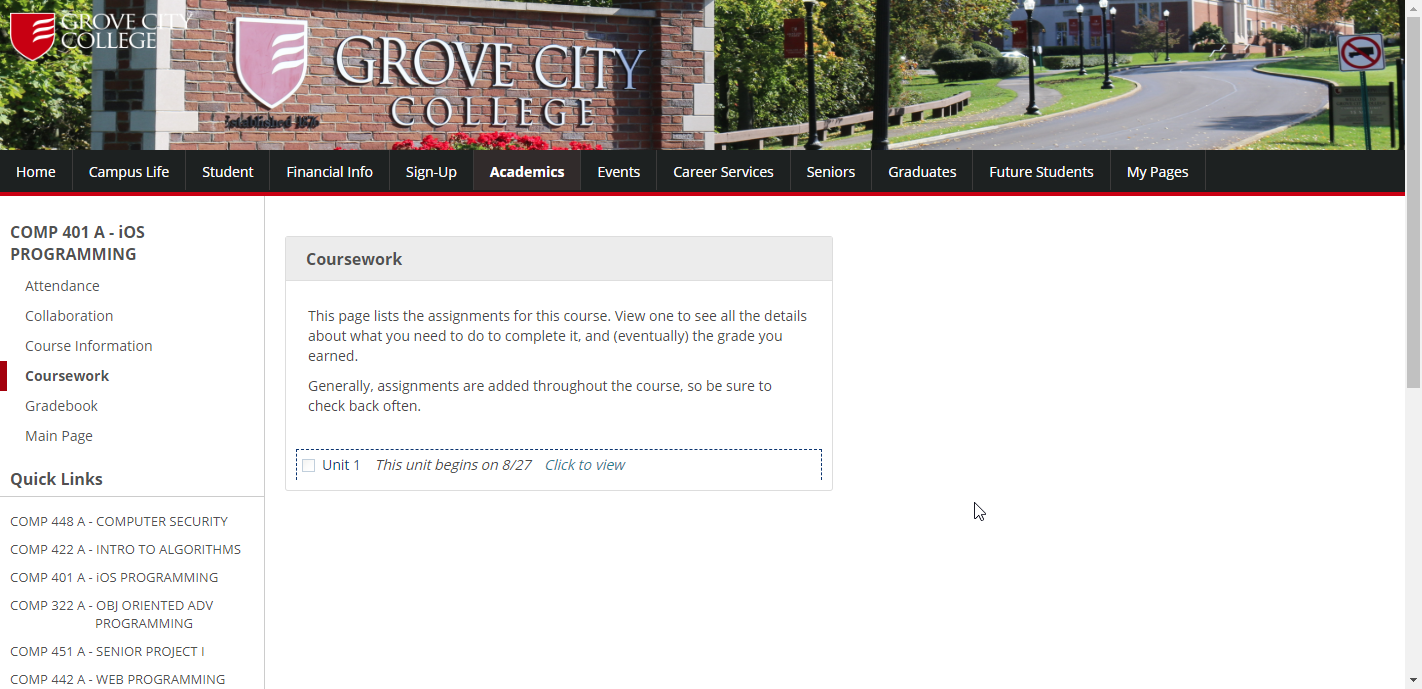 GROVE CITY
COLLEGE
GROVE CITY
COLLEGE
Established 1876
Home
Campus Life
Student
Financial Info
Sign-Up
Academics
Events
Career Services
Seniors
Graduates
Future Students
My Pages
COMP 401 A - iOS
PROGRAMMING
Attendance
Collaboration
Course Information
Coursework
Gradebook
Main Page
Quick Links
COMP 448 A - COMPUTER SECURITY
COMP 422 A - INTRO TO ALGORITHMS
COMP 401 A - iOS PROGRAMMING
COMP 322 A - OBJ ORIENTED ADV
PROGRAMMING
COMP 451 A - SENIOR PROJECT I
COMP 442 A - WEB PROGRAMMING
Coursework
This page lists the assignments for this course. View one to see all the details
about what you need to do to complete it, and (eventually) the grade you
earned.
Generally, assignments are added throughout the course, so be sure to
check back often.
Unit 1 This unit begins on 8/27 Click to view